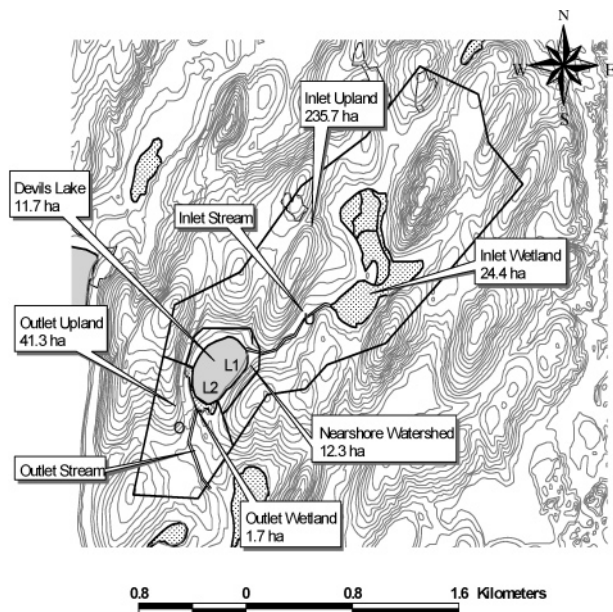 N
W
E
S
Inlet Upland
235.7 ha
Devils Lake
11.7 ha
Inlet Stream
Inlet Wetland
24.4 ha
Outlet Upland
41.3 ha
L1
L2
Nearshore Watershed
12.3 ha
Outlet Stream
Outlet Wetland
1.7 ha
0.8 0 0.8 1.6 Kilometers